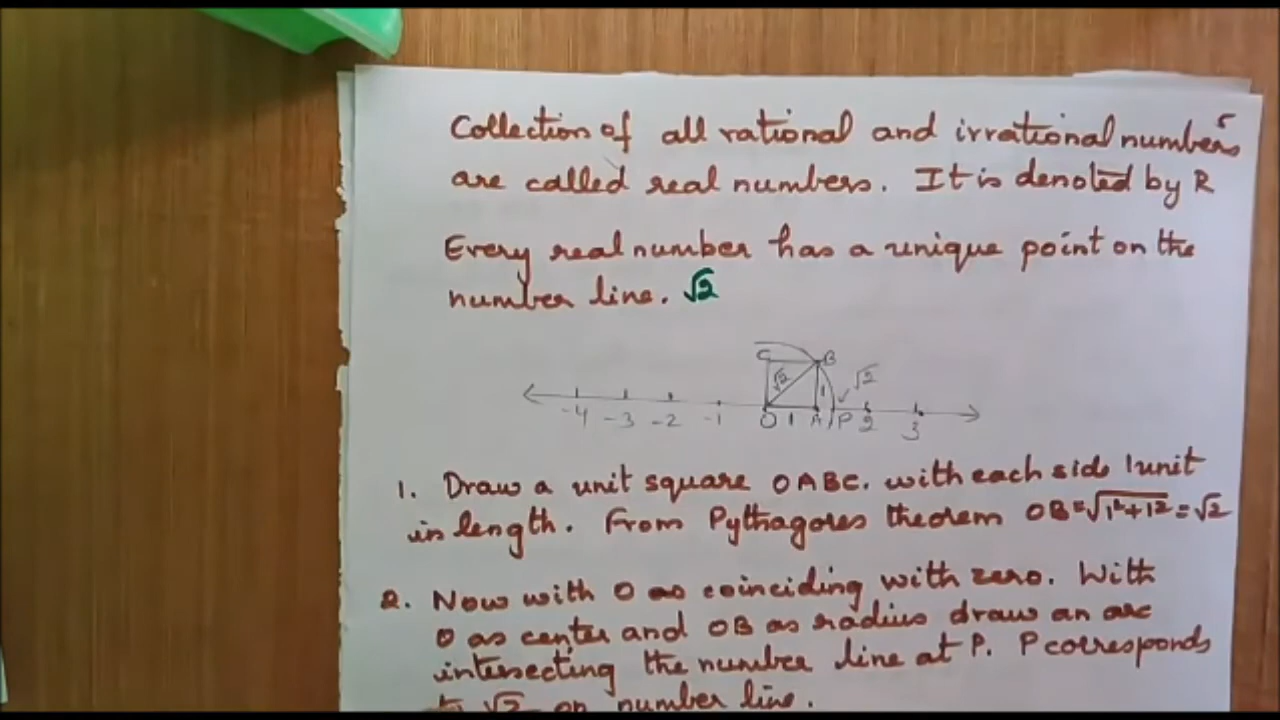 Collection of all rational and irrational numbers
are called real numbers. It is denoted by R
Every real number has a unique point on the
number line. √2
C B
√2 1 √2
-4 -3 -2 -1 O 1 A P 2 3
1. Draw a unit square OABC. with each side 1unit
in length. From Pythagores theorem OB=√1²+1² = √2
2. Now with O as coinciding with zero. With
O as center and OB as radius draw an arc
intersecting the number line at P. P corresponds
to √2 on number line.